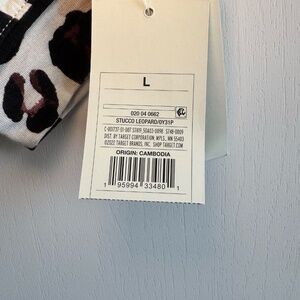 L
020 04 0662
STUCCO LEOPARD/0Y31P
DIST. BY TARGET CORPORATION, MPLS., MN 55403
©2022 TARGET BRANDS, INC. SHOP TARGET.COM
ORIGIN: CAMBODIA
1 95994 33480 1